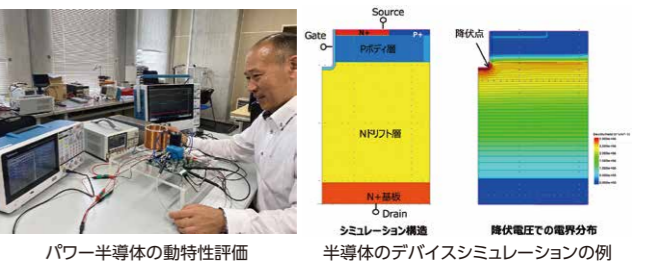 Source
Gate
N+
P+
Pボディ層
Nドリフト層
N+基板
Drain
シミュレーション構造
降伏点
降伏電圧での電界分布
パワー半導体の動特性評価
半導体のデバイスシミュレーションの例